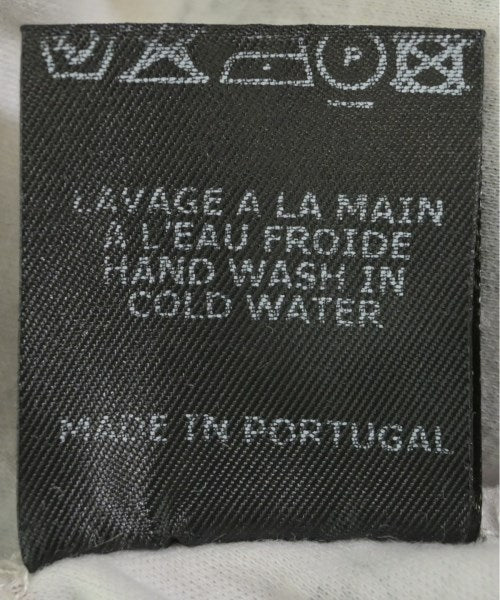 P
LAVAGE A LA MAIN
A L'EAU FROIDE
HAND WASH IN
COLD WATER
MADE IN PORTUGAL